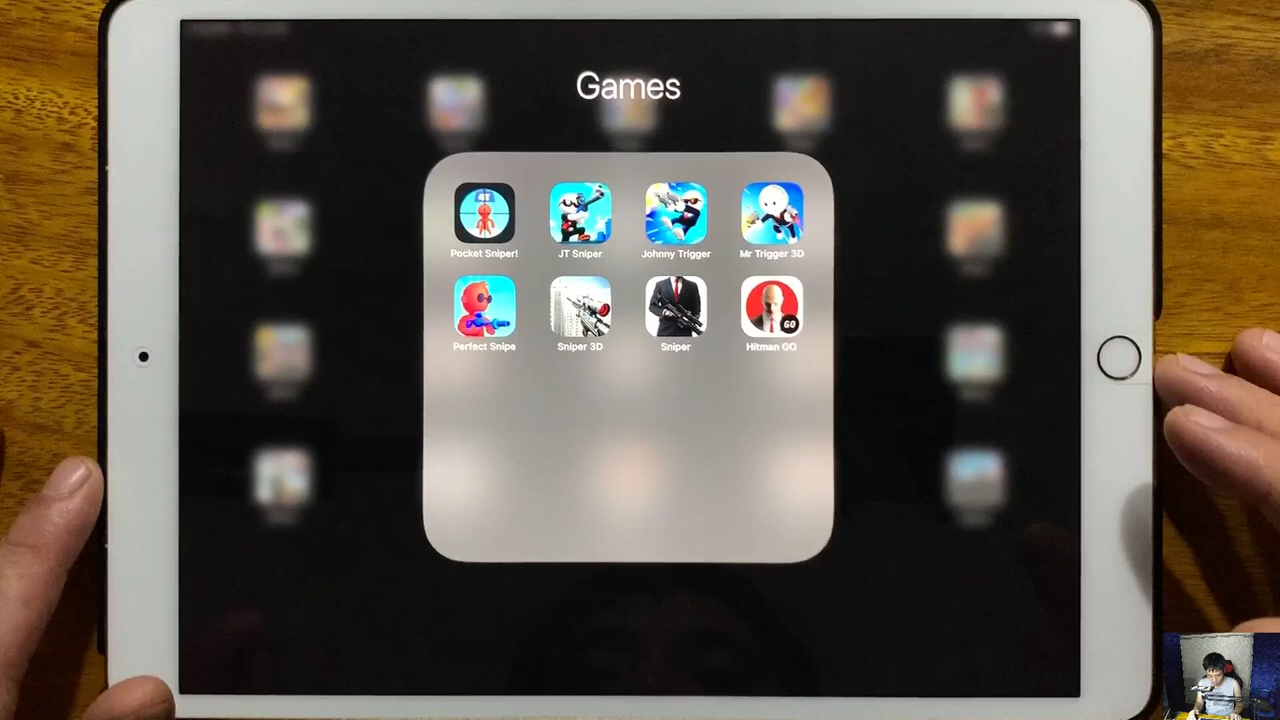 Games
Pocket Sniper!
JT Sniper
Johnny Trigger
Mr Trigger 3D
Perfect Snipe
Sniper 3D
Sniper
Hitman GO
GO